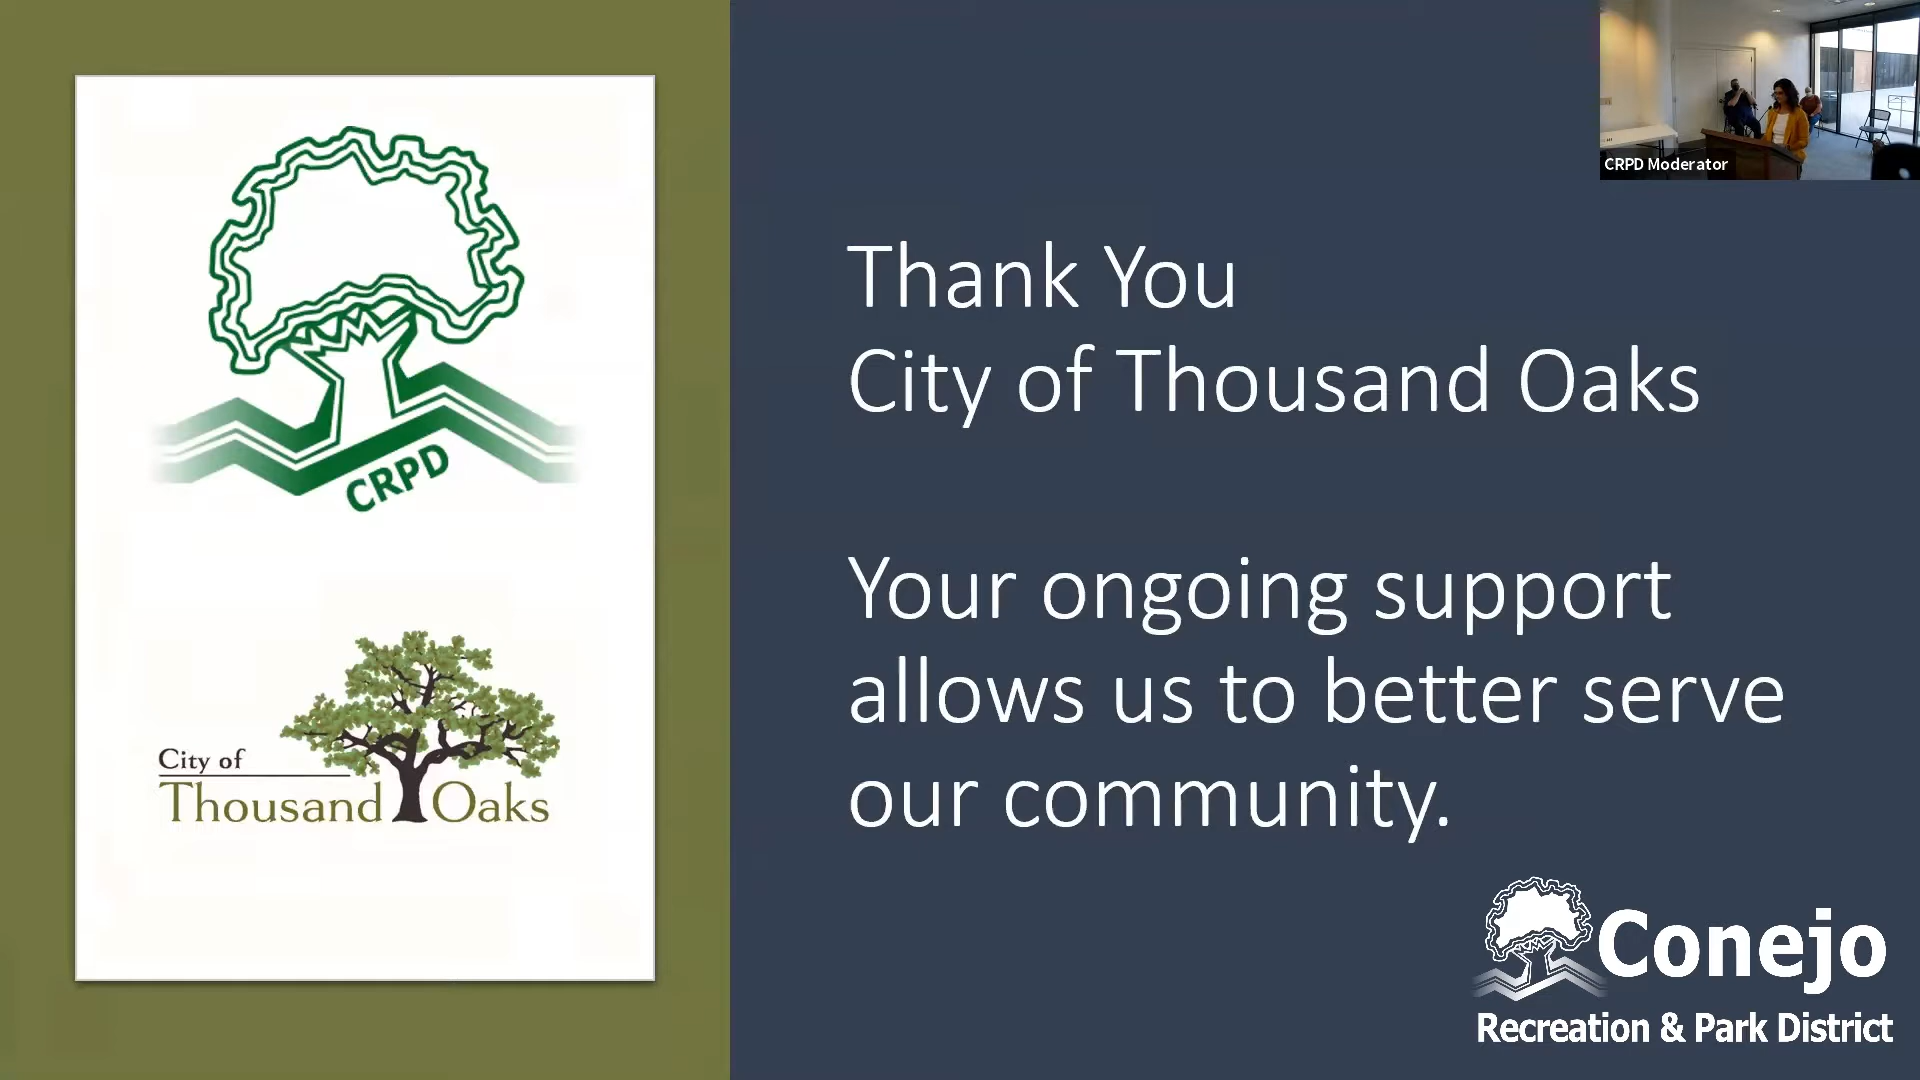 CRPD
City of
Thousand Oaks
CRPD Moderator
Thank You
City of Thousand Oaks
Your ongoing support
allows us to better serve
our community.
Conejo
Recreation & Park District